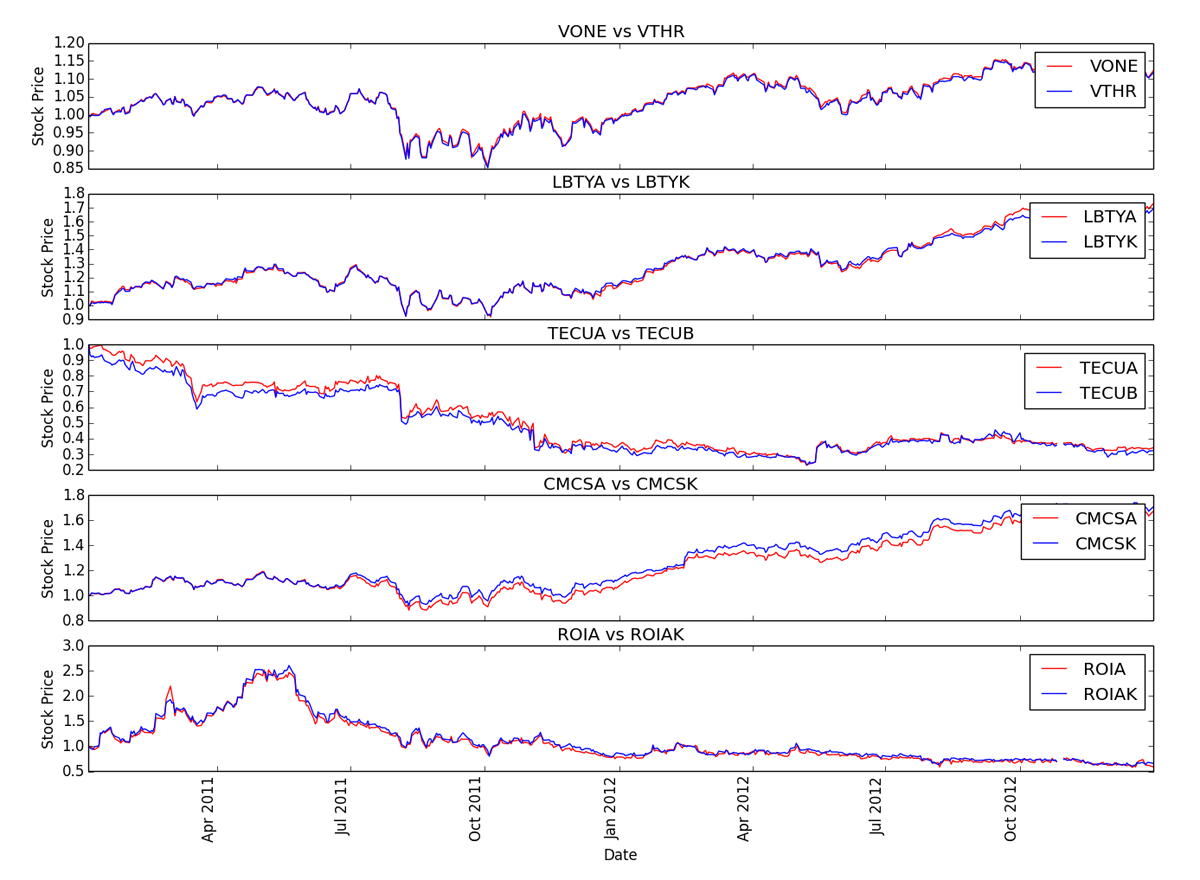 VONE vs VTHR
1.20
1.15
1.10
1.05
1.00
0.95
0.90
0.85
Stock Price
VONE
VTHR
LBTYA vs LBTYK
1.8
1.7
1.6
1.5
1.4
1.3
1.2
1.1
1.0
0.9
Stock Price
LBTYA
LBTYK
TECUA vs TECUB
1.0
0.9
0.8
0.7
0.6
0.5
0.4
0.3
0.2
Stock Price
TECUA
TECUB
CMCSA vs CMCSK
1.8
1.6
1.4
1.2
1.0
0.8
Stock Price
CMCSA
CMCSK
ROIA vs ROIAK
3.0
2.5
2.0
1.5
1.0
0.5
Stock Price
ROIA
ROIAK
Apr 2011
Jul 2011
Oct 2011
Jan 2012
Apr 2012
Jul 2012
Oct 2012
Date